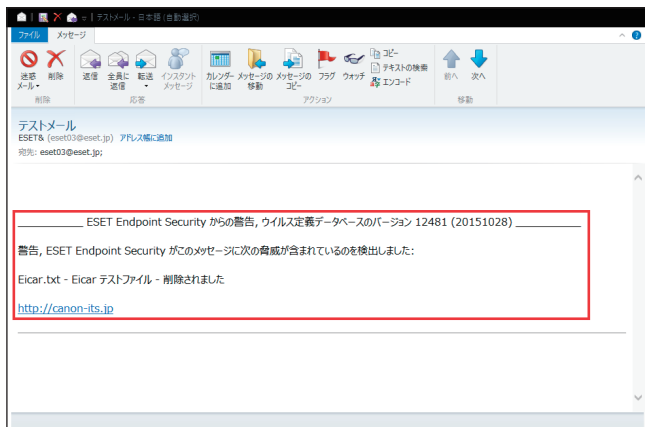 テストメール - 日本語 (自動選択)
ファイル メッセージ
迷惑メール 削除 返信 全員に返信 転送 インスタントメッセージ カレンダーに追加 メッセージの移動 メッセージのコピー フラグ ウォッチ コピー テキストの検索 エンコード 前へ 次へ
削除 応答 アクション 移動
テストメール
ESET& (eset03@eset.jp) アドレス帳に追加
宛先: eset03@eset.jp;
__________ ESET Endpoint Security からの警告, ウイルス定義データベースのバージョン 12481 (20151028) __________
警告, ESET Endpoint Security がこのメッセージに次の脅威が含まれているのを検出しました:
Eicar.txt - Eicar テストファイル - 削除されました
http://canon-its.jp